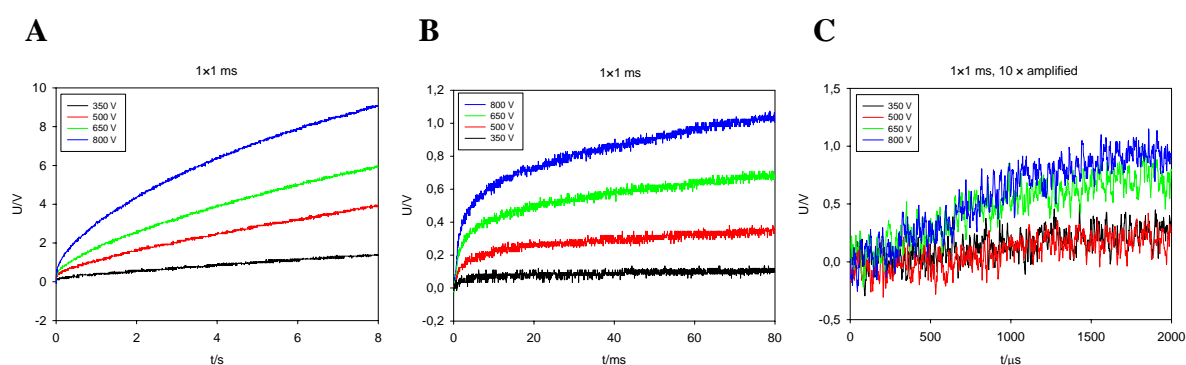 A
1×1 ms
350 V
500 V
650 V
800 V
10
8
6
4
2
0
-2
U/V
0
2
4
6
8
t/s
B
1×1 ms
800 V
650 V
500 V
350 V
1,2
1,0
0,8
0,6
0,4
0,2
0,0
-0,2
U/V
0
20
40
60
80
t/ms
C
1×1 ms, 10 × amplified
350 V
500 V
650 V
800 V
1,5
1,0
0,5
0,0
-0,5
U/V
0
500
1000
1500
2000
t/μs